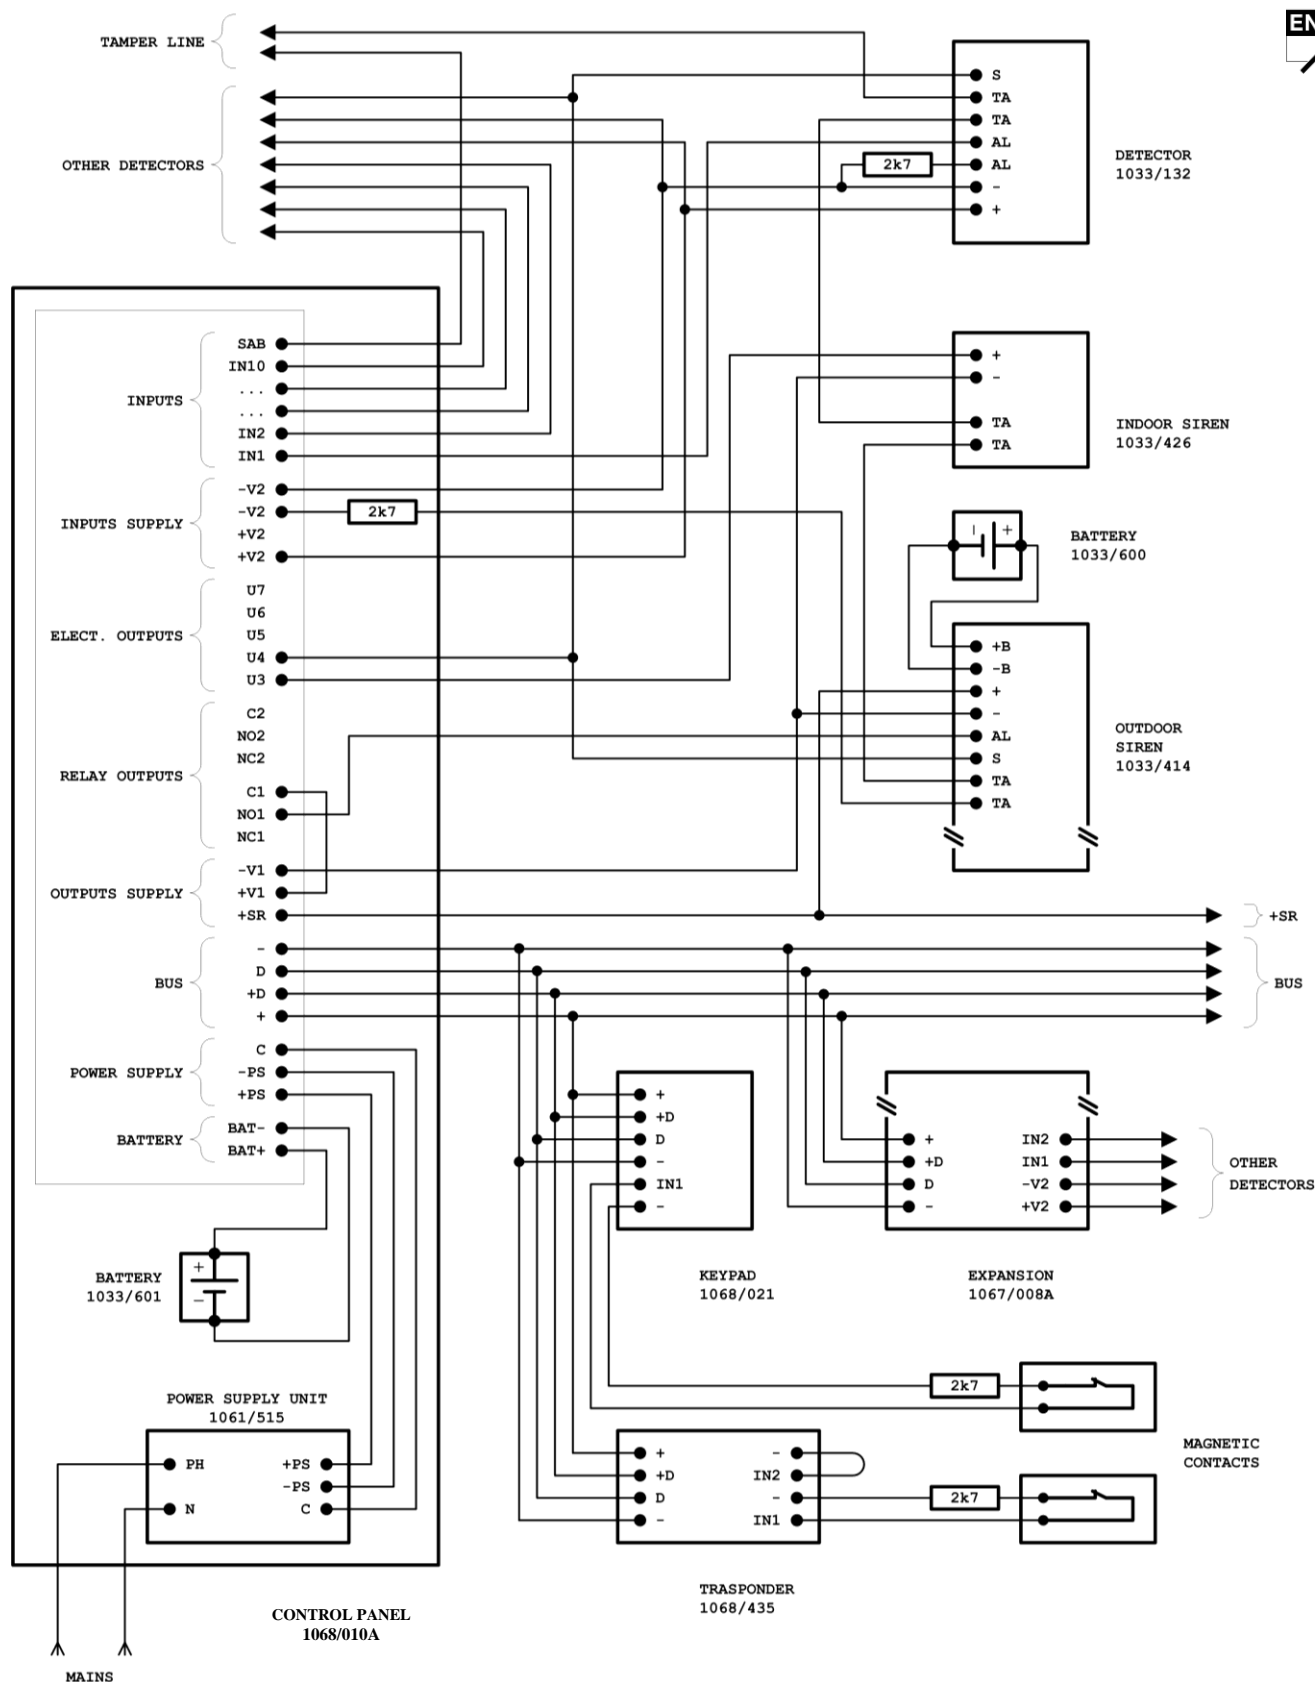 EN
TAMPER LINE
S
TA
TA
AL
2k7
AL
-
+
DETECTOR
1033/132
OTHER DETECTORS
INPUTS
SAB
IN10
...
...
IN2
IN1
INPUTS SUPPLY
-V2
-V2
2k7
+V2
+V2
ELECT. OUTPUTS
U7
U6
U5
U4
U3
RELAY OUTPUTS
C2
NO2
NC2
C1
NO1
NC1
OUTPUTS SUPPLY
-V1
+V1
+SR
BUS
-
D
+D
+
POWER SUPPLY
C
-PS
+PS
BATTERY
BAT-
BAT+
+
-
TA
TA
INDOOR SIREN
1033/426
- +
BATTERY
1033/600
+B
-B
+
-
AL
S
TA
TA
OUTDOOR
SIREN
1033/414
+SR
BUS
+
+D
D
-
IN1
-
KEYPAD
1068/021
+
+D
D
-
IN2
IN1
-V2
+V2
EXPANSION
1067/008A
OTHER
DETECTORS
+
-
BATTERY
1033/601
POWER SUPPLY UNIT
1061/515
PH
N
+PS
-PS
C
2k7
MAGNETIC
CONTACTS
+
+D
D
-
-
IN2
-
IN1
2k7
TRASPONDER
1068/435
CONTROL PANEL
1068/010A
MAINS